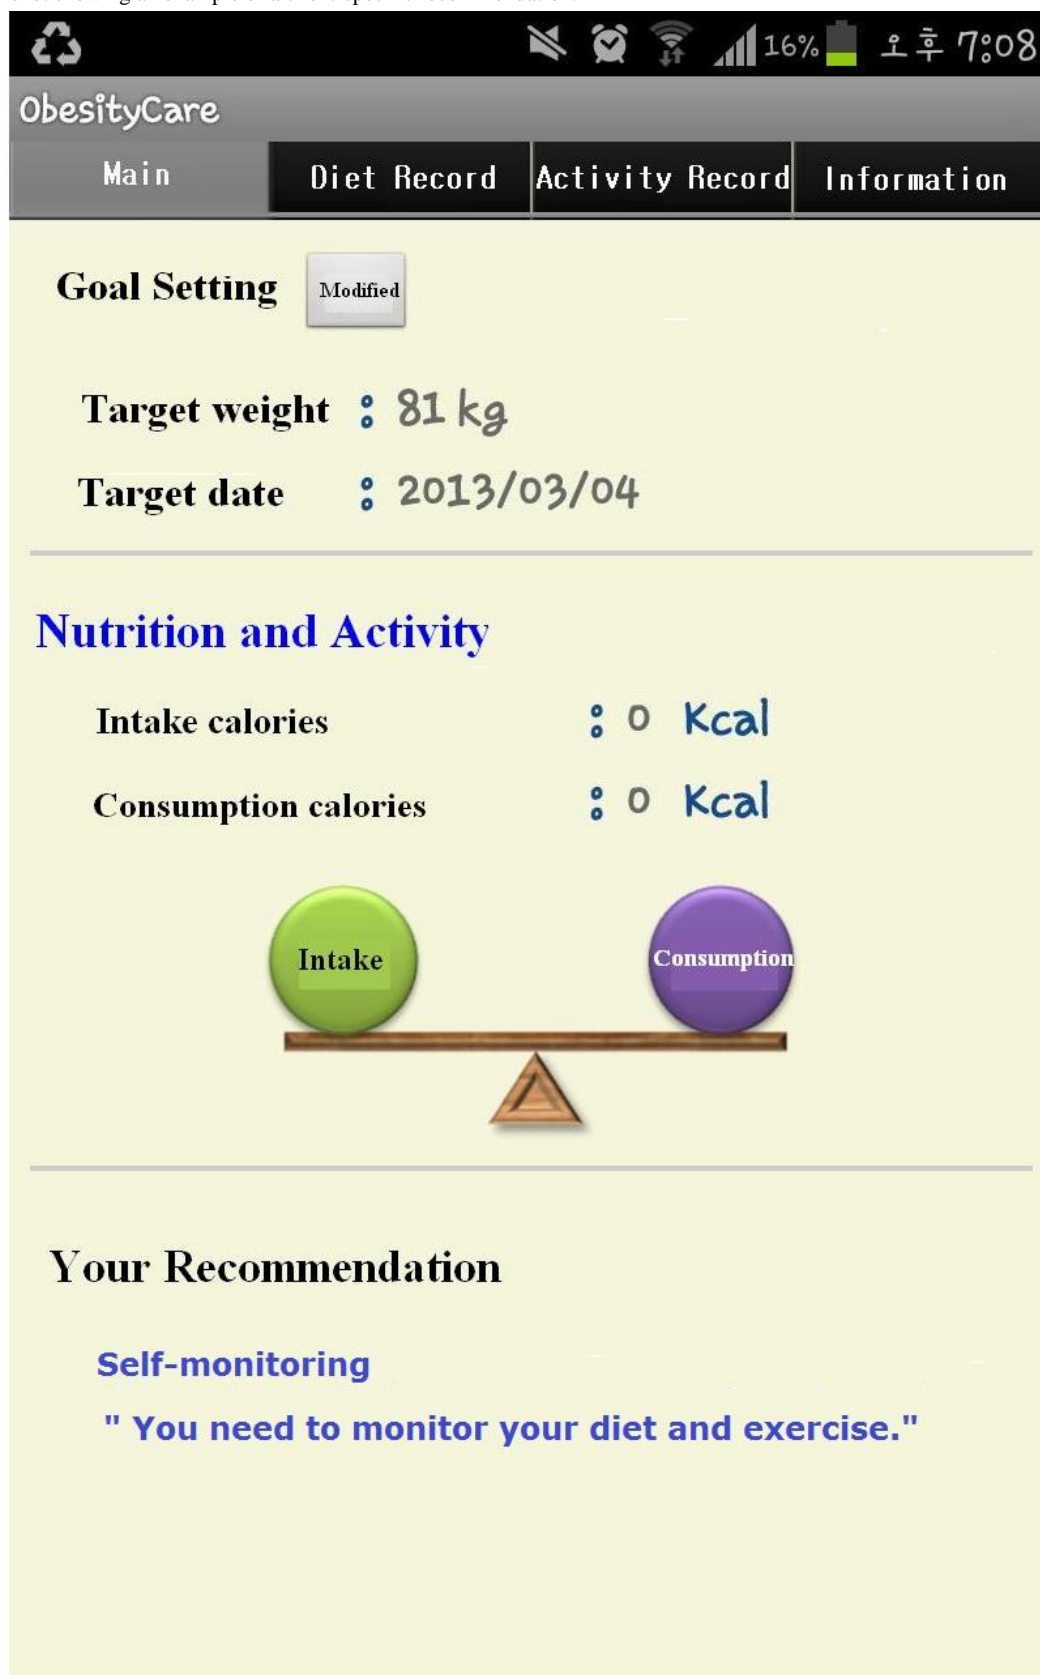 16% 오후 7:08
ObesityCare
Main Diet Record Activity Record Information
Goal Setting Modified
Target weight : 81 kg
Target date : 2013/03/04
Nutrition and Activity
Intake calories : 0 Kcal
Consumption calories : 0 Kcal
Intake Consumption
Your Recommendation
Self-monitoring
" You need to monitor your diet and exercise."